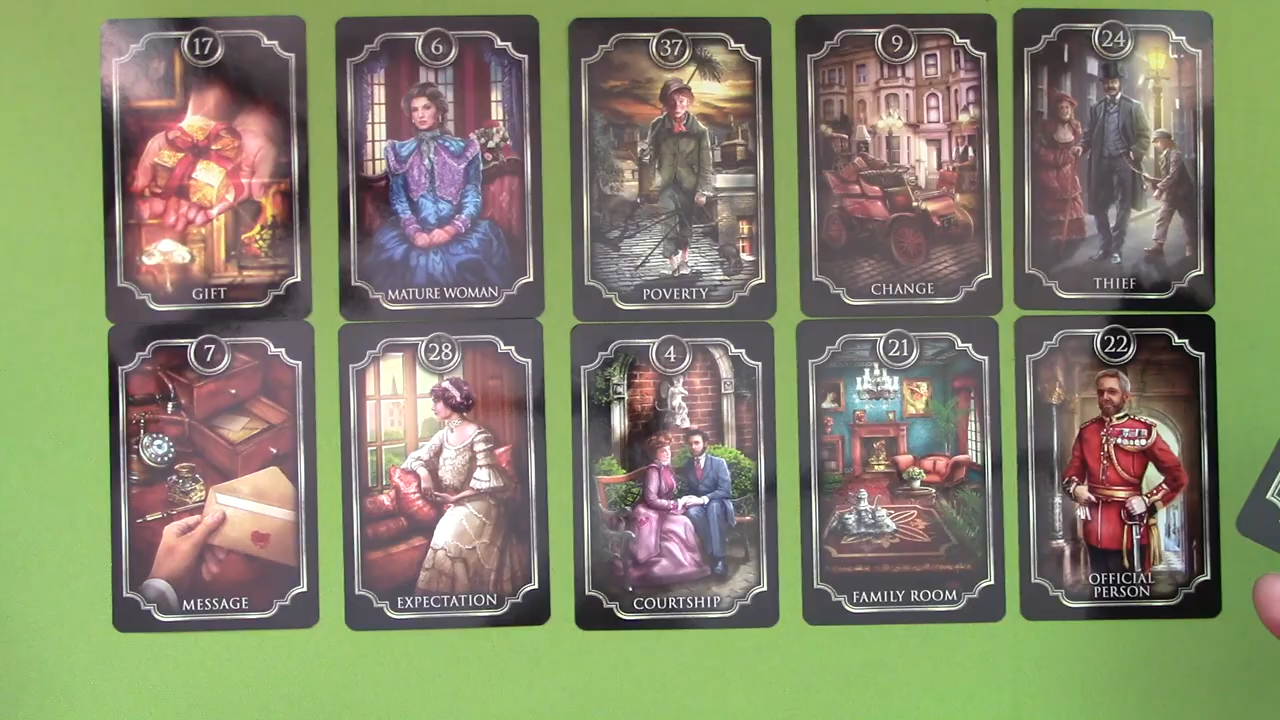 17
GIFT
6
MATURE WOMAN
37
POVERTY
9
CHANGE
24
THIEF
7
MESSAGE
28
EXPECTATION
4
COURTSHIP
21
FAMILY ROOM
22
OFFICIAL
PERSON